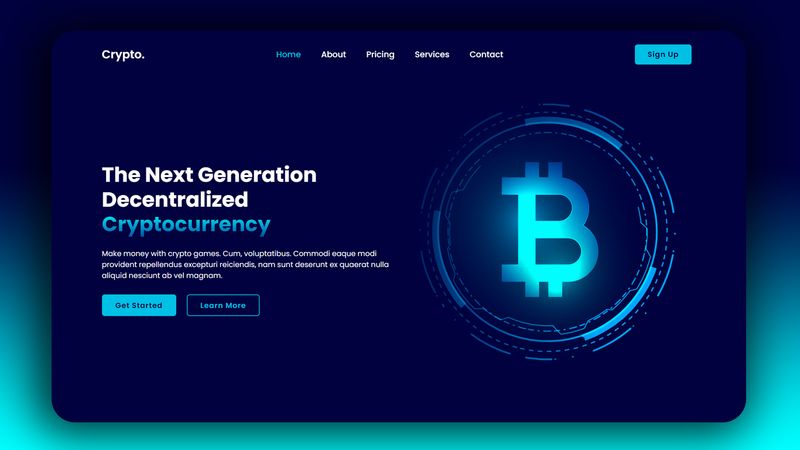 Crypto.
Home About Pricing Services Contact
Sign Up
The Next Generation
Decentralized
Cryptocurrency
Make money with crypto games. Cum, voluptatibus. Commodi eaque modi
provident repellendus excepturi reiciendis, nam sunt deserunt ex quaerat nulla
aliquid nesciunt ab vel magnam.
Get Started
Learn More